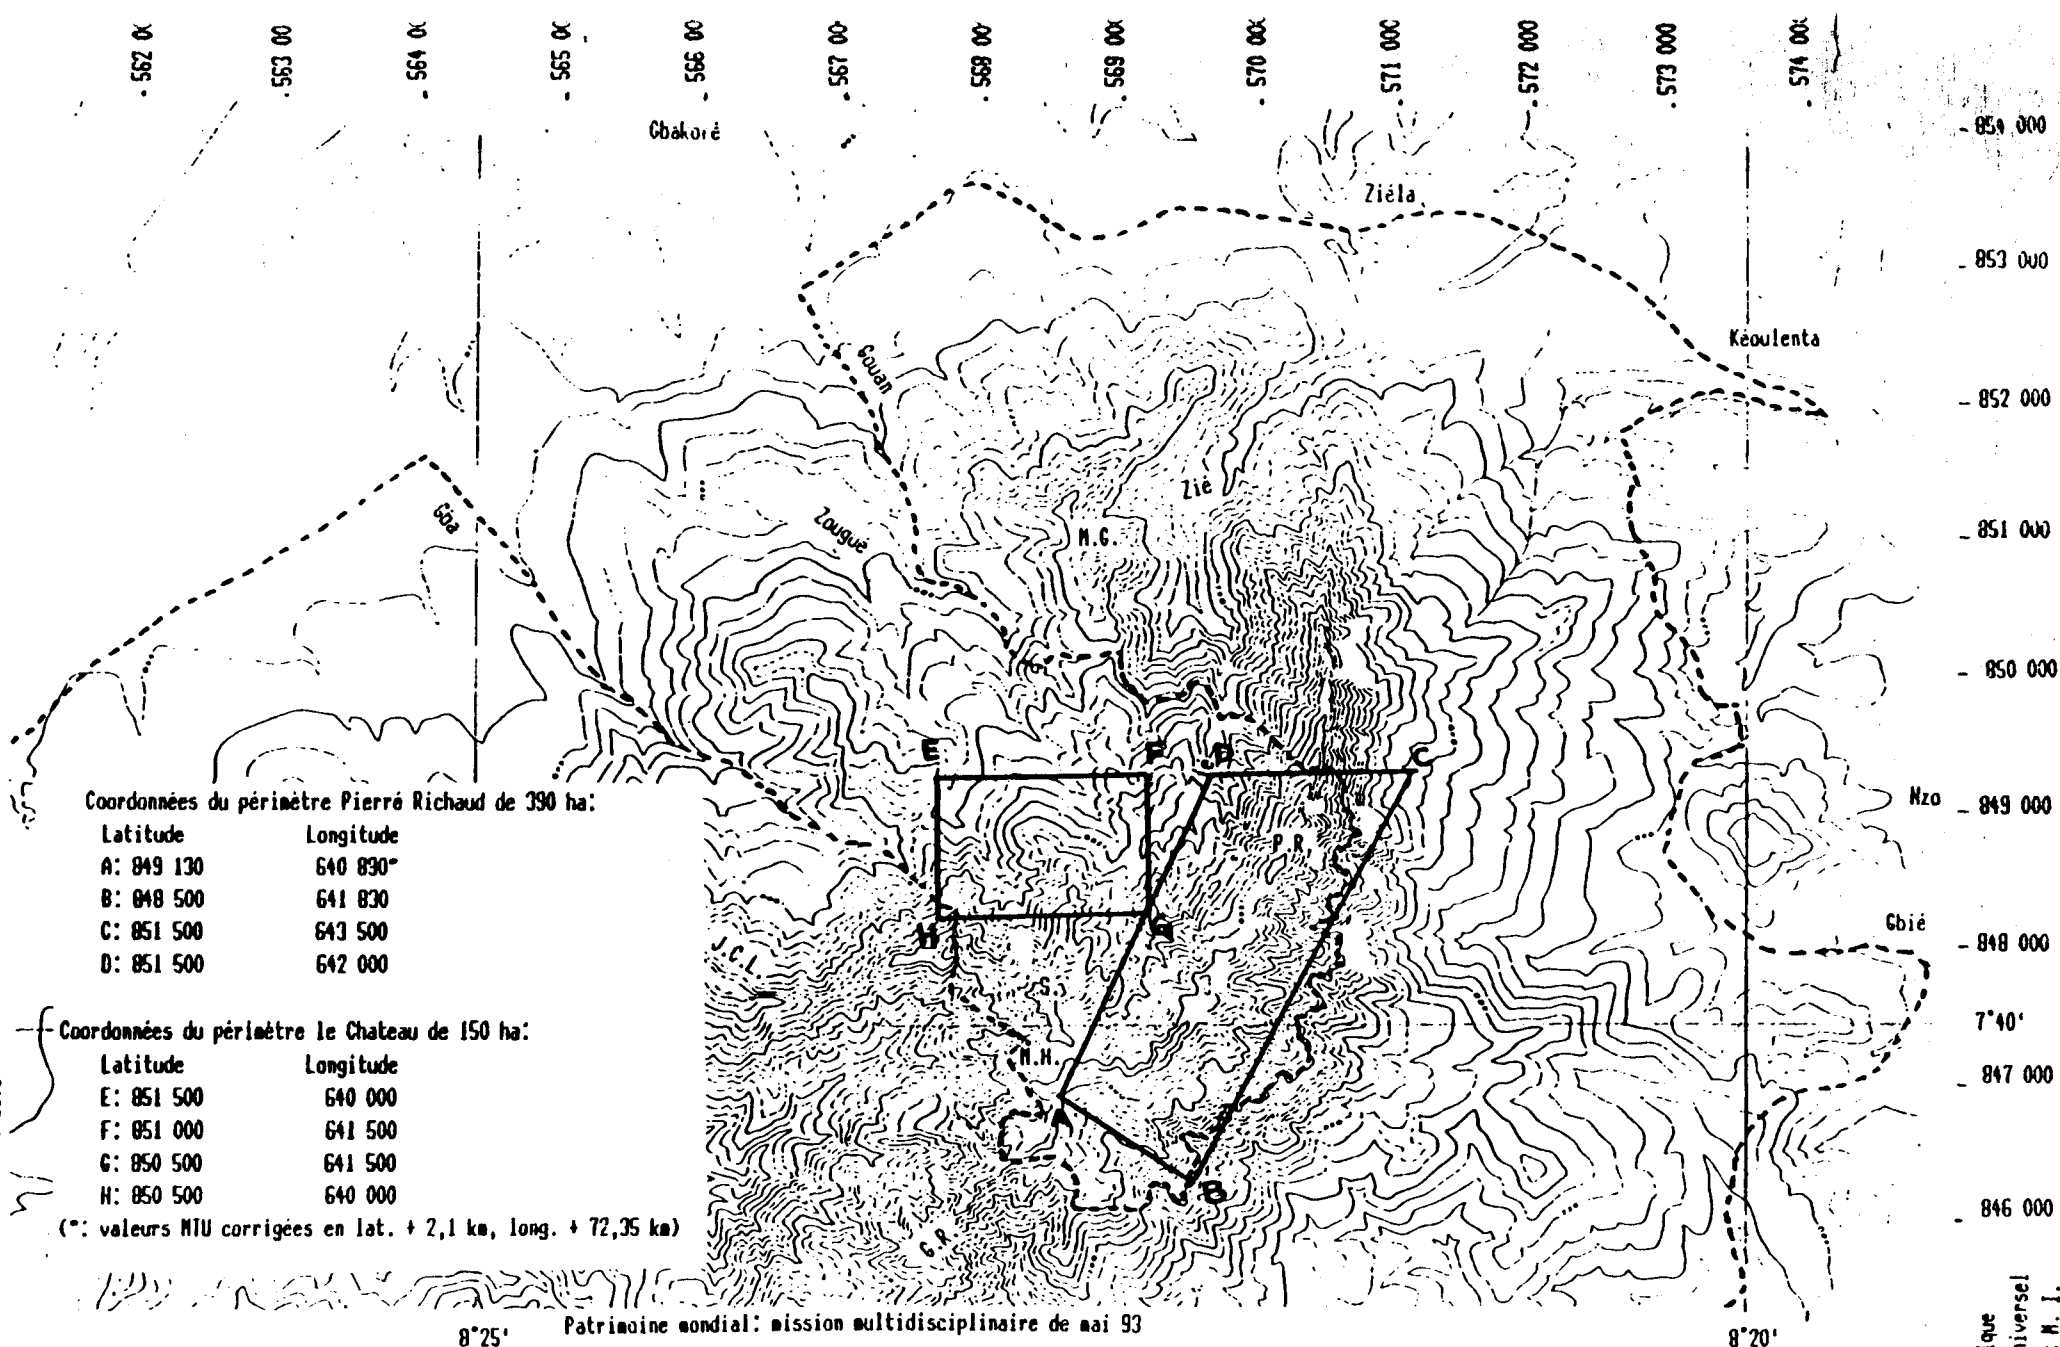 562 00
563 00
564 0
565 0
566 00
567 00
568 00
569 000
570 00
571 000
572 000
573 000
574 00
Gbakoré
854 000
Zièla
853 000
Kéoulenta
Gouan
852 000
Gba
Zougué
Zié
M.G.
851 000
850 000
E
F
D
C
Coordonnées du périmètre Pierré Richaud de 390 ha:
Latitude Longitude
A: 849 130 640 890*
B: 848 500 641 830
C: 851 500 643 500
D: 851 500 642 000
Nzo
849 000
P.R.
H
G
Gbié
848 000
J.C.L.
S.
7°40'
M.H.
847 000
A
Coordonnées du périmètre le Chateau de 150 ha:
Latitude Longitude
E: 851 500 640 000
F: 851 000 641 500
G: 850 500 641 500
H: 850 500 640 000
(*: valeurs MTU corrigées en lat. + 2,1 km, long. + 72,35 km)
B
846 000
G.R.
8°25'
Patrimoine mondial: mission multidisciplinaire de mai 93
8°20'
ique
niversel
M. I.